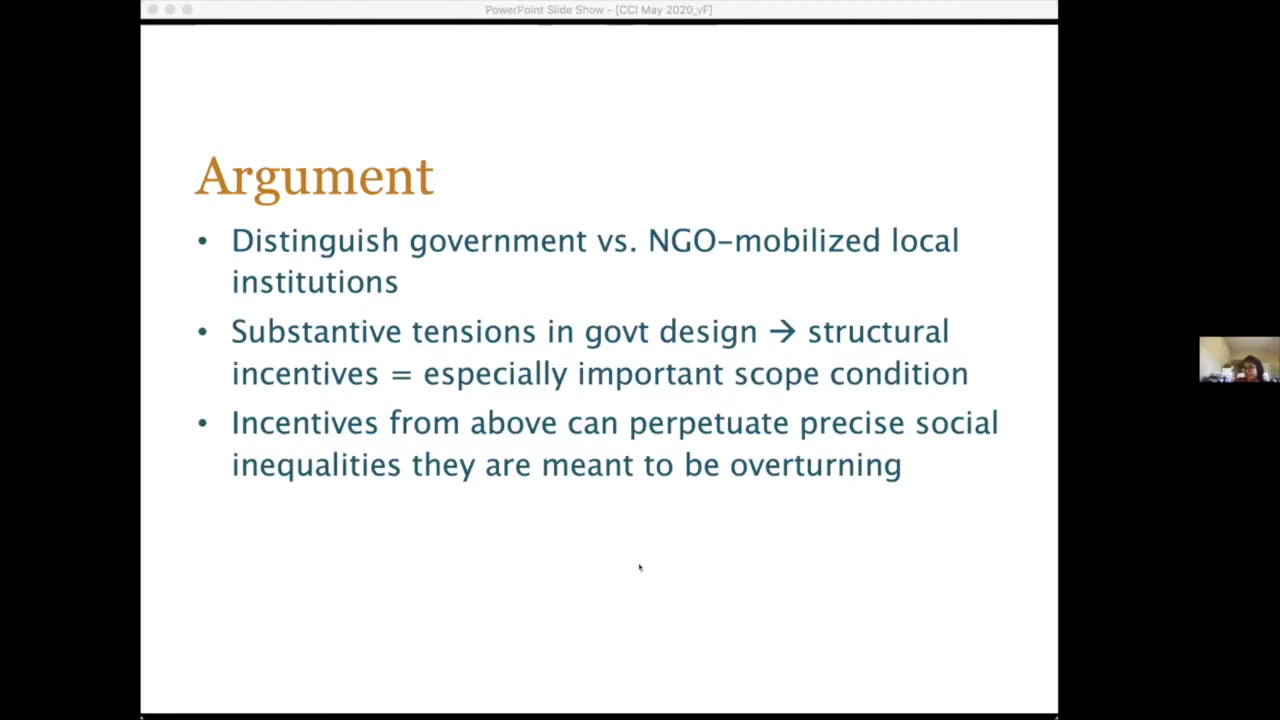 PowerPoint Slide Show - [CCI May 2020_vF]
Argument
• Distinguish government vs. NGO-mobilized local
institutions
• Substantive tensions in govt design → structural
incentives = especially important scope condition
• Incentives from above can perpetuate precise social
inequalities they are meant to be overturning